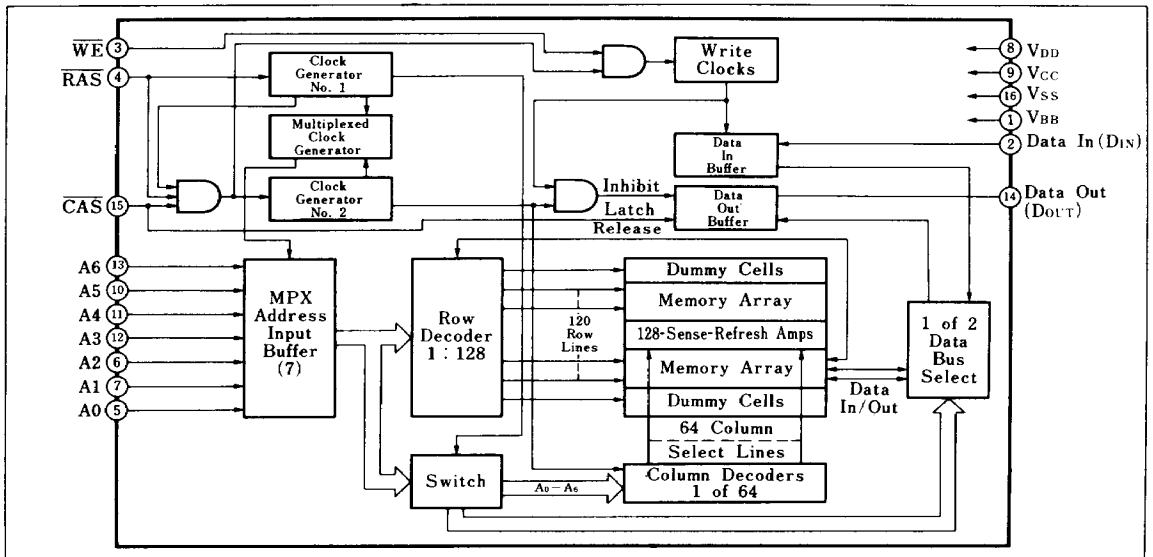 WE
3
RAS
4
Clock
Generator
No. 1
Multiplexed
Clock
Generator
Clock
Generator
No. 2
CAS
15
Write
Clocks
Data
In
Buffer
Inhibit
Latch
Release
Data
Out
Buffer
8 VDD
9 VCC
16 VSS
1 VBB
2 Data In (DIN)
14 Data Out
(DOUT)
A6 13
A5 10
A4 11
A3 12
A2 6
A1 7
A0 5
MPX
Address
Input
Buffer
(7)
Row
Decoder
1 : 128
120
Row
Lines
Dummy Cells
Memory Array
128-Sense-Refresh Amps
Memory Array
Dummy Cells
64 Column
Select Lines
Column Decoders
1 of 64
Data
In/Out
1 of 2
Data
Bus
Select
Switch
A0–A6